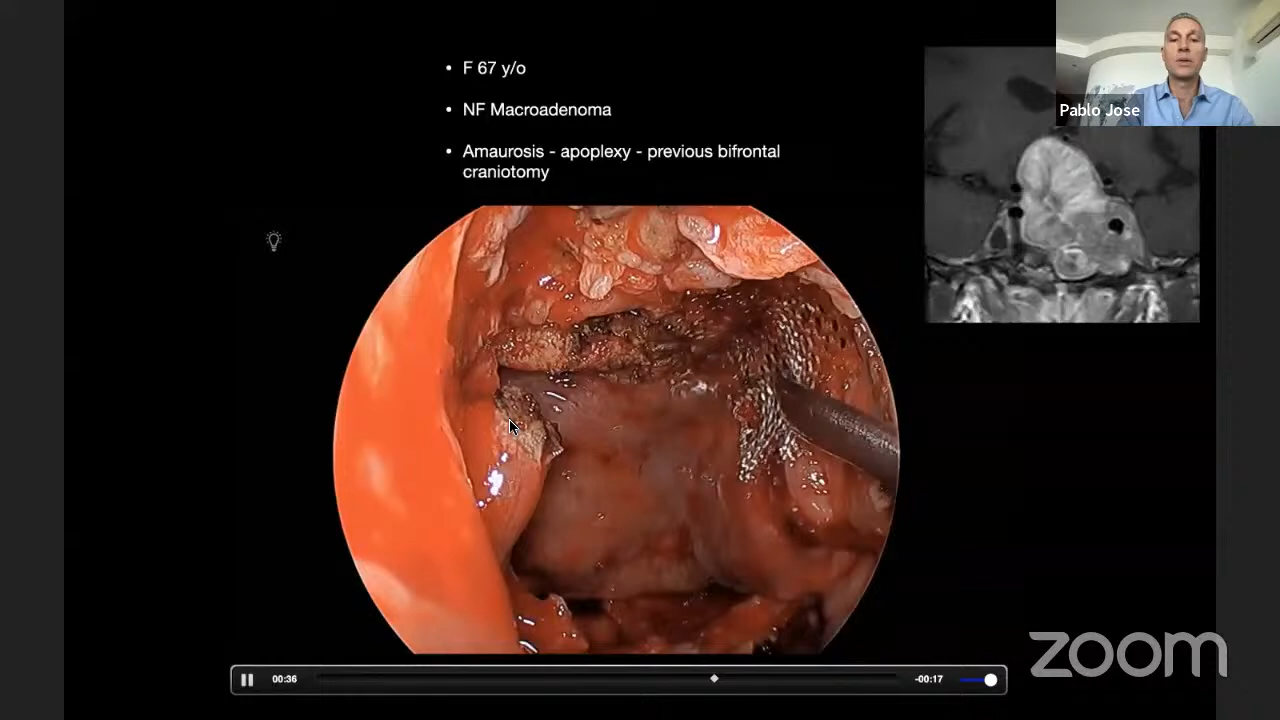 • F 67 y/o
• NF Macroadenoma
• Amaurosis - apoplexy - previous bifrontal
craniotomy
Pablo Jose
00:36
-00:17
zoom